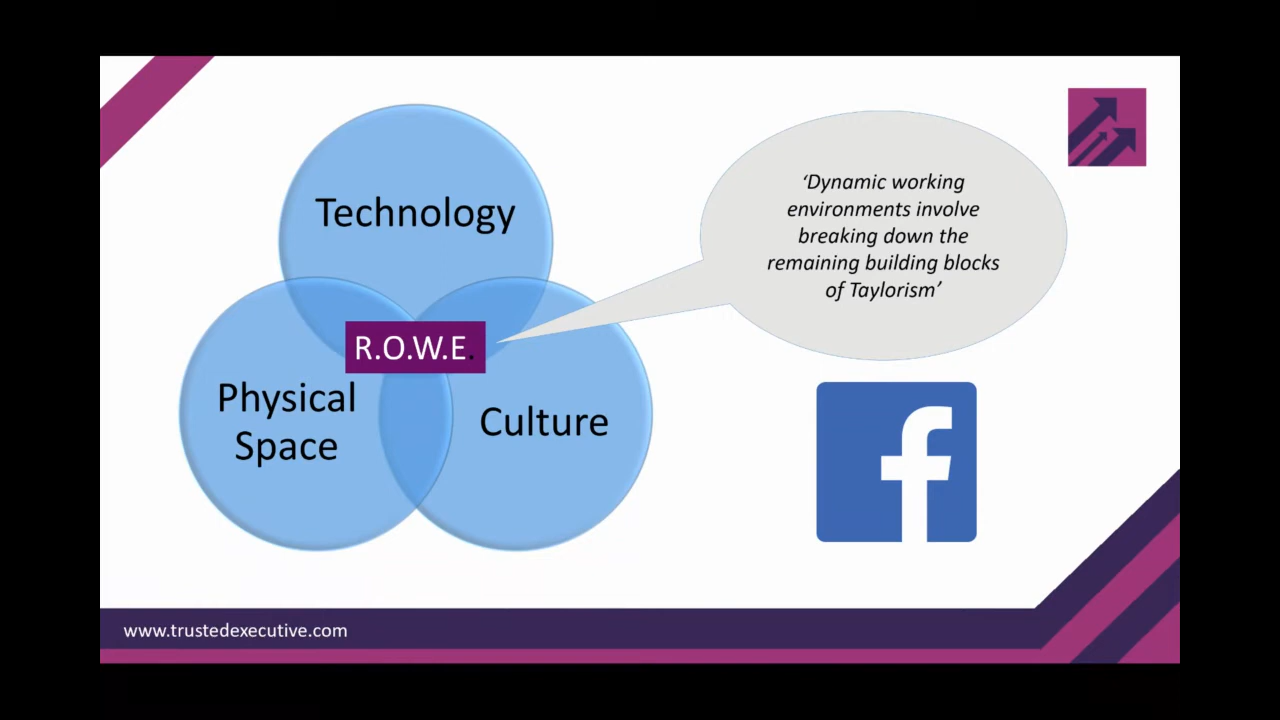 Technology
R.O.W.E.
Physical
Space
Culture
‘Dynamic working
environments involve
breaking down the
remaining building blocks
of Taylorism’
f
www.trustedexecutive.com